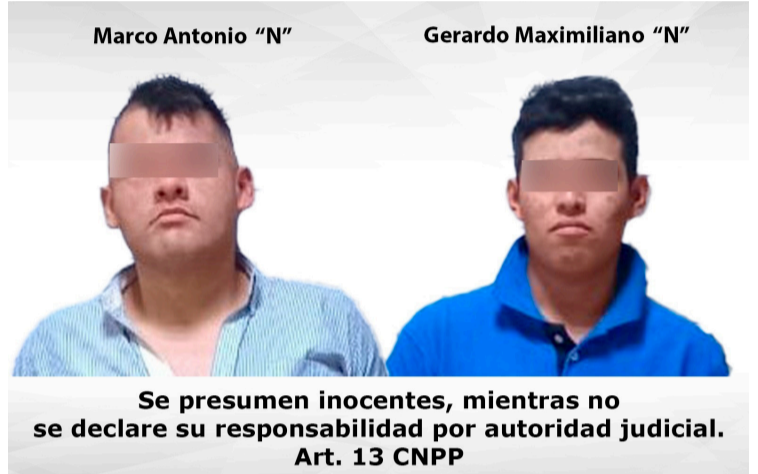 Marco Antonio “N”
Gerardo Maximiliano “N”
Se presumen inocentes, mientras no
se declare su responsabilidad por autoridad judicial.
Art. 13 CNPP